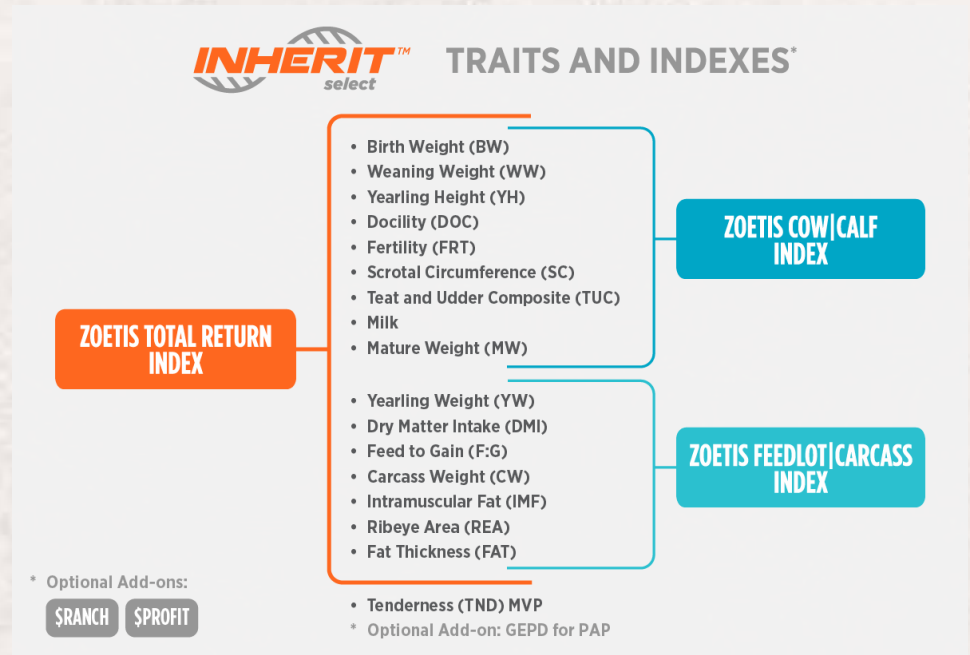 INHERIT™ TRAITS AND INDEXES*
select
• Birth Weight (BW)
• Weaning Weight (WW)
• Yearling Height (YH)
• Docility (DOC)
• Fertility (FRT)
• Scrotal Circumference (SC)
• Teat and Udder Composite (TUC)
• Milk
• Mature Weight (MW)
ZOETIS COW|CALF
INDEX
ZOETIS TOTAL RETURN
INDEX
• Yearling Weight (YW)
• Dry Matter Intake (DMI)
• Feed to Gain (F:G)
• Carcass Weight (CW)
• Intramuscular Fat (IMF)
• Ribeye Area (REA)
• Fat Thickness (FAT)
ZOETIS FEEDLOT|CARCASS
INDEX
* Optional Add-ons:
$RANCH $PROFIT
• Tenderness (TND) MVP
* Optional Add-on: GEPD for PAP